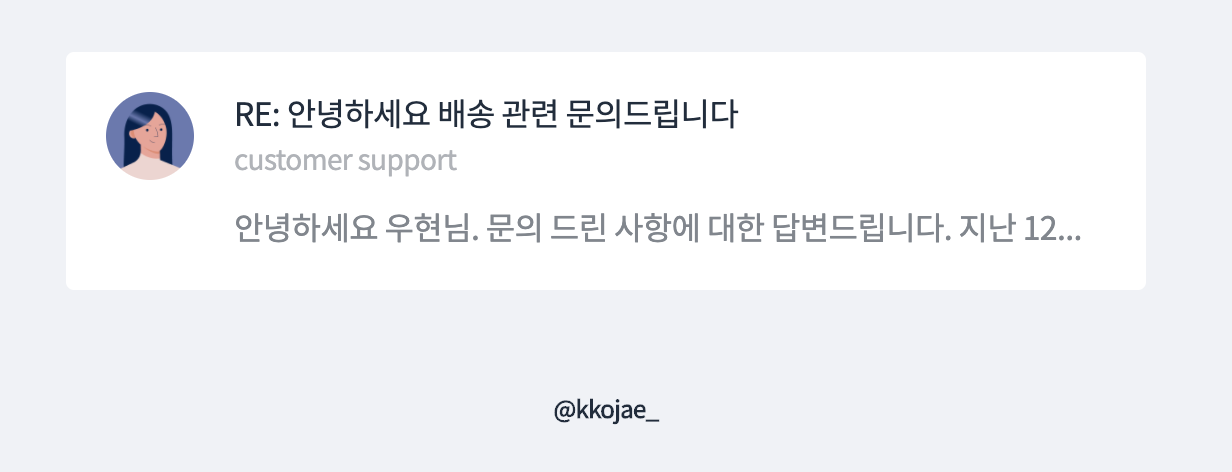 RE: 안녕하세요 배송 관련 문의드립니다
customer support
안녕하세요 우현님. 문의 드린 사항에 대한 답변드립니다. 지난 12...
@kkojae_